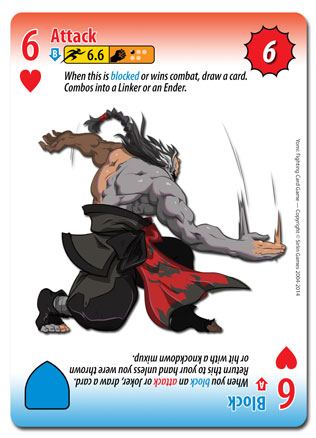 6 Attack
B 6.6
6
When this is blocked or wins combat, draw a card.
Combos into a Linker or an Ender.
Yomi: Fighting Card Game — Copyright © Sirlin Games 2004-2014
6 Block
A
When you block an attack or Joker, draw a card.
Return this to your hand unless you were thrown
or hit with a knockdown mixup.